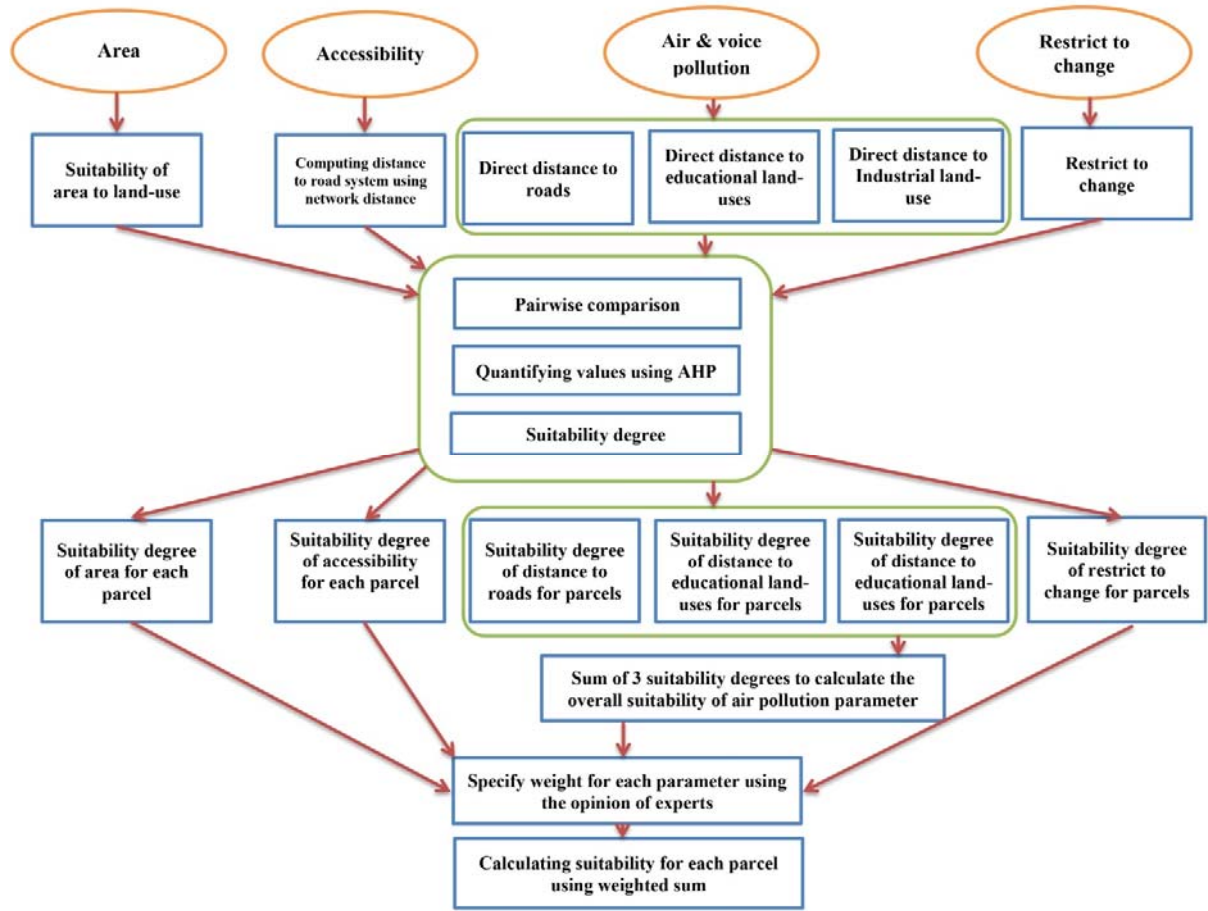 Area
Accessibility
Air & voice
pollution
Restrict to
change
Suitability of
area to land-use
Computing distance
to road system using
network distance
Direct distance to
roads
Direct distance to
educational land-
uses
Direct distance to
Industrial land-
use
Restrict to
change
Pairwise comparison
Quantifying values using AHP
Suitability degree
Suitability degree
of area for each
parcel
Suitability degree
of accessibility
for each parcel
Suitability degree
of distance to
roads for parcels
Suitability degree
of distance to
educational land-
uses for parcels
Suitability degree
of distance to
educational land-
uses for parcels
Suitability degree
of restrict to
change for parcels
Sum of 3 suitability degrees to calculate the
overall suitability of air pollution parameter
Specify weight for each parameter using
the opinion of experts
Calculating suitability for each parcel
using weighted sum